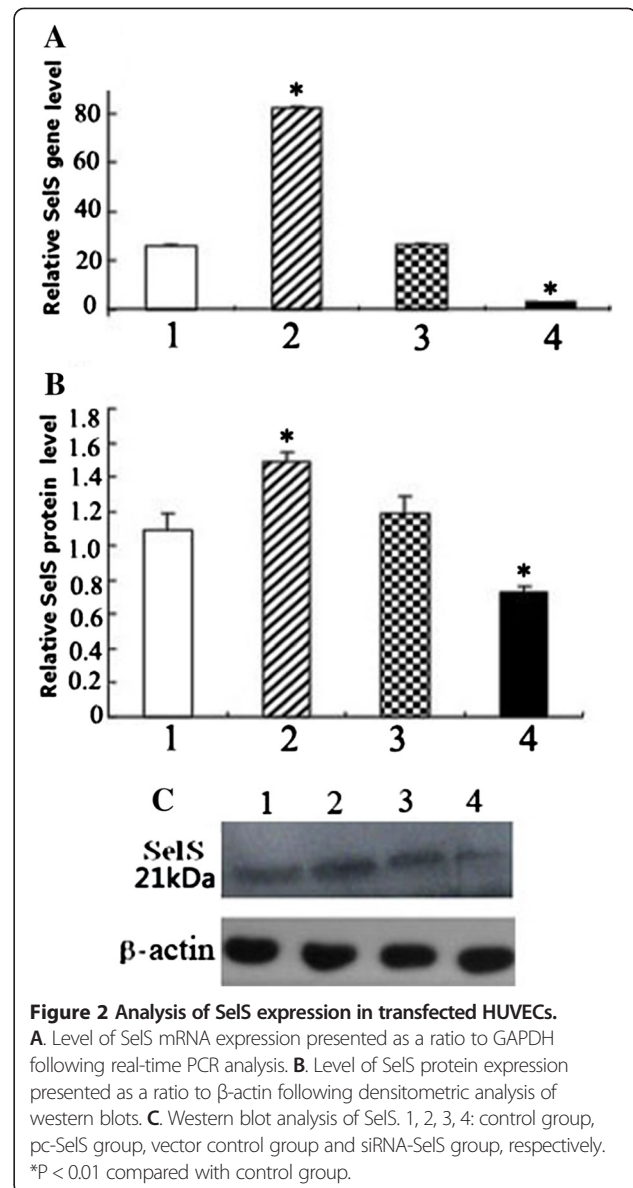 A
Relative SelS gene level
80
60
40
20
0
*
*
1 2 3 4
B
Relative SelS protein level
1.8
1.6
1.4
1.2
1.0
0.8
0.6
0.4
0.2
0
*
*
1 2 3 4
C 1 2 3 4
SelS
21kDa
β-actin
Figure 2 Analysis of SelS expression in transfected HUVECs.
A. Level of SelS mRNA expression presented as a ratio to GAPDH
following real-time PCR analysis. B. Level of SelS protein expression
presented as a ratio to β-actin following densitometric analysis of
western blots. C. Western blot analysis of SelS. 1, 2, 3, 4: control group,
pc-SelS group, vector control group and siRNA-SelS group, respectively.
*P < 0.01 compared with control group.